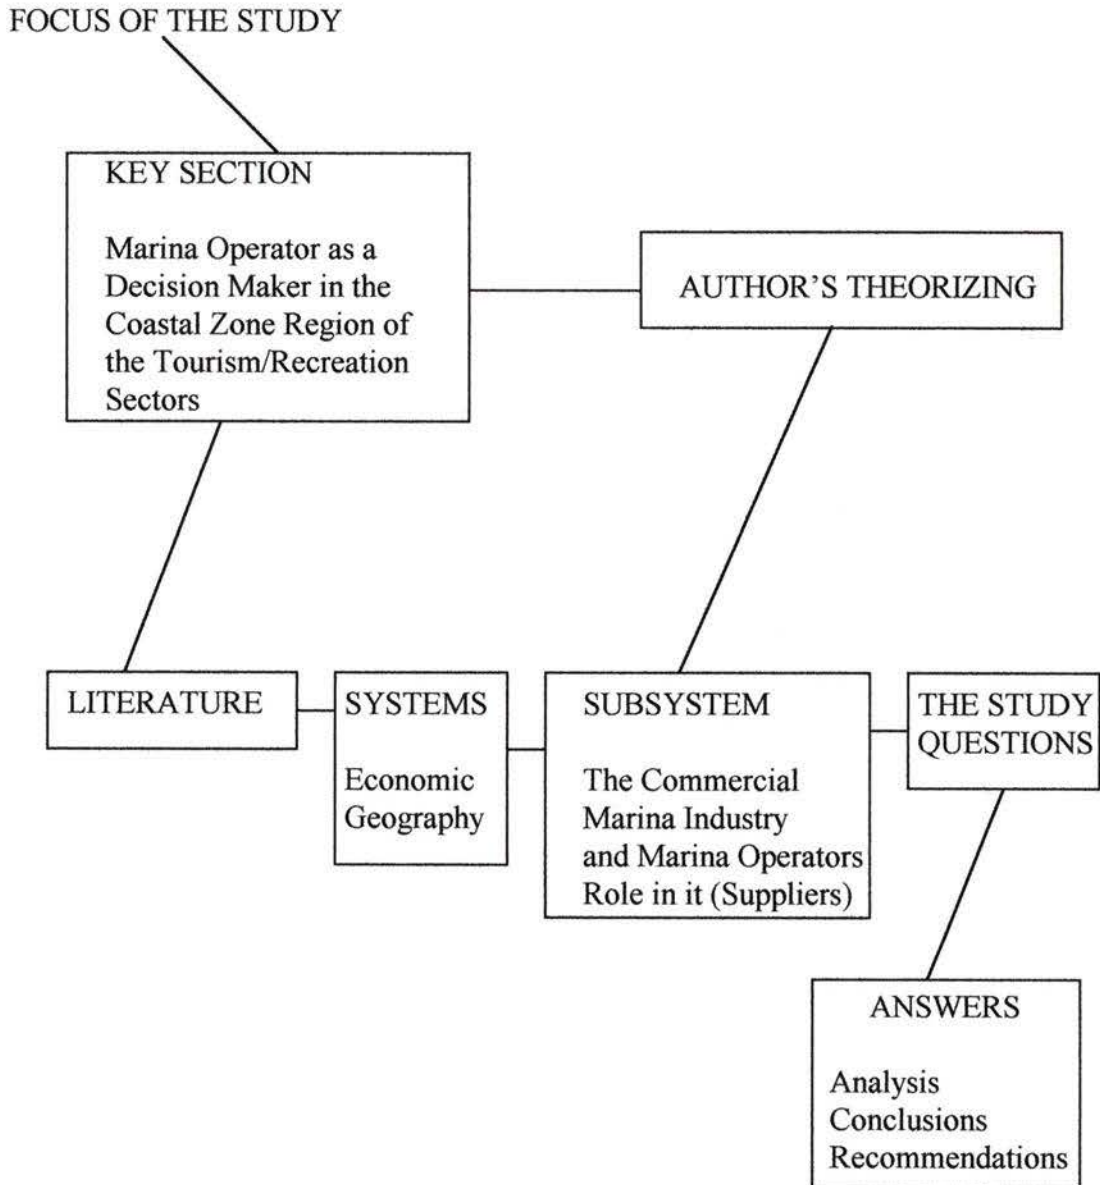 FOCUS OF THE STUDY
KEY SECTION
Marina Operator as a
Decision Maker in the
Coastal Zone Region of
the Tourism/Recreation
Sectors
AUTHOR'S THEORIZING
LITERATURE
SYSTEMS
Economic
Geography
SUBSYSTEM
The Commercial
Marina Industry
and Marina Operators
Role in it (Suppliers)
THE STUDY
QUESTIONS
ANSWERS
Analysis
Conclusions
Recommendations